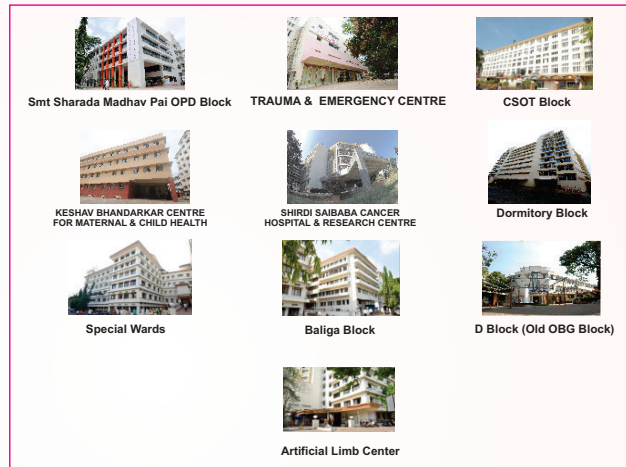 Smt Sharada Madhav Pai OPD Block
TRAUMA & EMERGENCY CENTRE
CSOT Block
KESHAV BHANDARKAR CENTRE
FOR MATERNAL & CHILD HEALTH
SHIRDI SAIBABA CANCER
HOSPITAL & RESEARCH CENTRE
Dormitory Block
Special Wards
Baliga Block
D Block (Old OBG Block)
Artificial Limb Center